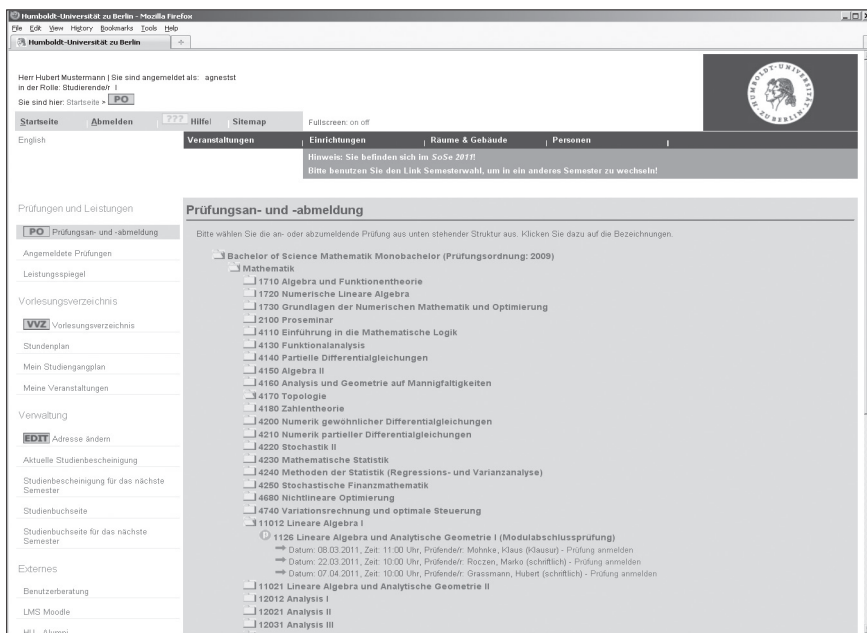 Humboldt-Universität zu Berlin - Mozilla Firefox
File Edit View History Bookmarks Tools Help
Humboldt-Universität zu Berlin
Herr Hubert Mustermann | Sie sind angemeldet als: agnestst
in der Rolle: Studierende/r |
Sie sind hier: Startseite > PO
Startseite Abmelden ??? Hilfe Sitemap Fullscreen: on off
HUMBOLDT-UNIVERSITÄT ZU BERLIN
English
Veranstaltungen Einrichtungen Räume & Gebäude Personen
Hinweis: Sie befinden sich im SoSe 2011!
Bitte benutzen Sie den Link Semesterwahl, um in ein anderes Semester zu wechseln!
Prüfungen und Leistungen
PO Prüfungsan- und -abmeldung
Angemeldete Prüfungen
Leistungsspiegel
Vorlesungsverzeichnis
VVZ Vorlesungsverzeichnis
Stundenplan
Mein Studiengangplan
Meine Veranstaltungen
Verwaltung
EDIT Adresse ändern
Aktuelle Studienbescheinigung
Studienbescheinigung für das nächste
Semester
Studienbuchseite
Studienbuchseite für das nächste
Semester
Externes
Benutzerberatung
LMS Moodle
HU - Alumni
Prüfungsan- und -abmeldung
Bitte wählen Sie die an- oder abzumeldende Prüfung aus unten stehender Struktur aus. Klicken Sie dazu auf die Bezeichnungen.
Bachelor of Science Mathematik Monobachelor (Prüfungsordnung: 2009)
Mathematik
1710 Algebra und Funktionentheorie
1720 Numerische Lineare Algebra
1730 Grundlagen der Numerischen Mathematik und Optimierung
2100 Proseminar
4110 Einführung in die Mathematische Logik
4130 Funktionalanalysis
4140 Partielle Differentialgleichungen
4150 Algebra II
4160 Analysis und Geometrie auf Mannigfaltigkeiten
4170 Topologie
4180 Zahlentheorie
4200 Numerik gewöhnlicher Differentialgleichungen
4210 Numerik partieller Differentialgleichungen
4220 Stochastik II
4230 Mathematische Statistik
4240 Methoden der Statistik (Regressions- und Varianzanalyse)
4250 Stochastische Finanzmathematik
4680 Nichtlineare Optimierung
4740 Variationsrechnung und optimale Steuerung
11012 Lineare Algebra I
P 1126 Lineare Algebra und Analytische Geometrie I (Modulabschlussprüfung)
Datum: 08.03.2011, Zeit: 11:00 Uhr, Prüfende/r: Mohnke, Klaus (Klausur) - Prüfung anmelden
Datum: 22.03.2011, Zeit: 10:00 Uhr, Prüfende/r: Roczen, Marko (schriftlich) - Prüfung anmelden
Datum: 07.04.2011, Zeit: 10:00 Uhr, Prüfende/r: Grassmann, Hubert (schriftlich) - Prüfung anmelden
11021 Lineare Algebra und Analytische Geometrie II
12012 Analysis I
12021 Analysis II
12031 Analysis III